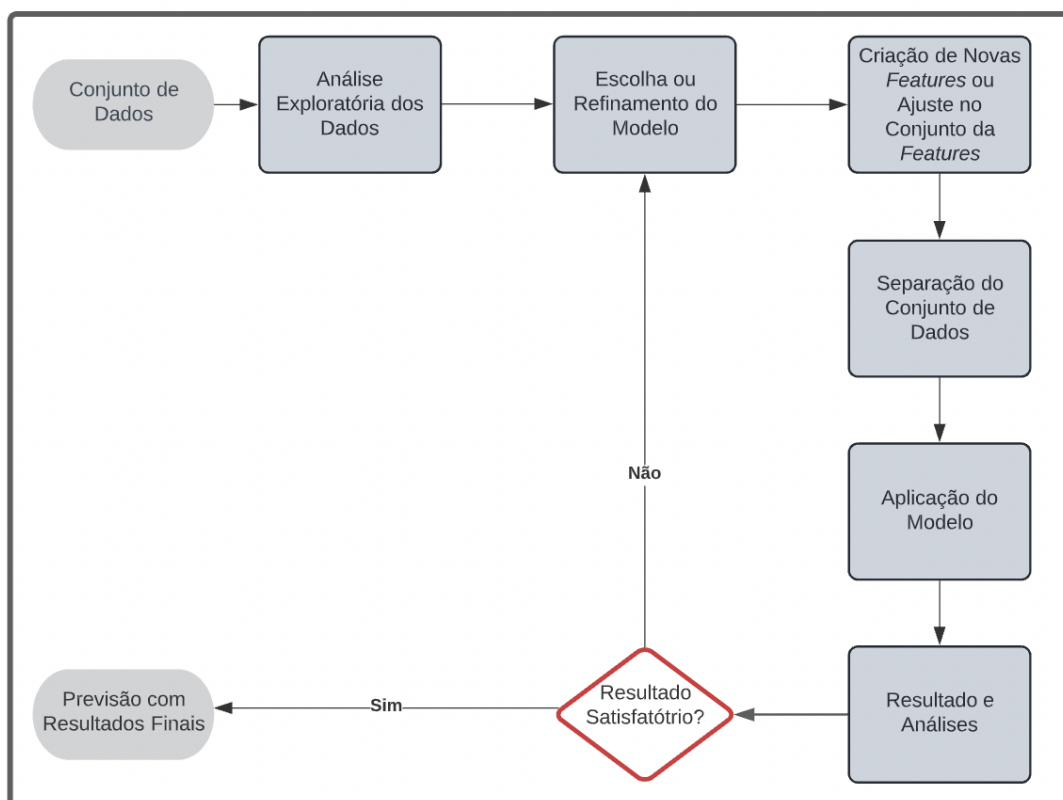 Conjunto de
Dados
Análise
Exploratória dos
Dados
Escolha ou
Refinamento do
Modelo
Criação de Novas
Features ou
Ajuste no
Conjunto da
Features
Separação do
Conjunto de
Dados
Aplicação do
Modelo
Resultado e
Análises
Resultado
Satisfatótrio?
Não
Sim
Previsão com
Resultados Finais